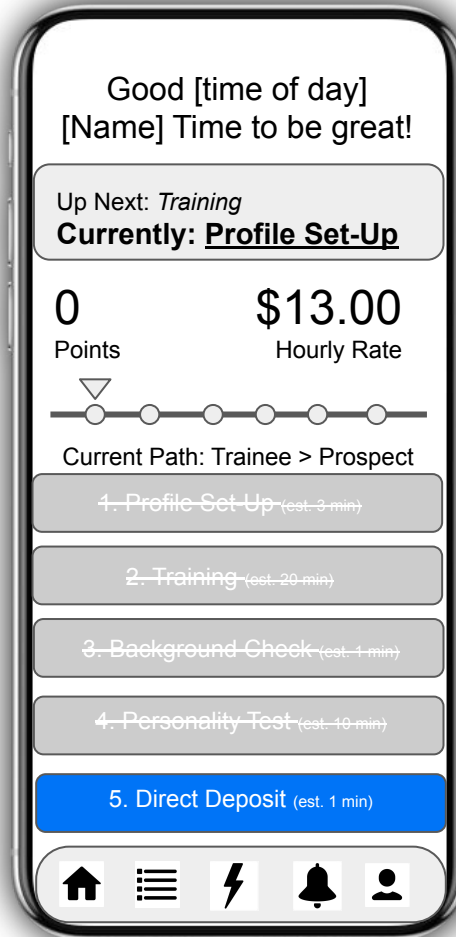 Good [time of day]
[Name] Time to be great!
Up Next: Training
Currently: Profile Set-Up
0 $13.00
Points Hourly Rate
Current Path: Trainee > Prospect
1. Profile Set-Up (est. 3 min)
2. Training (est. 20 min)
3. Background Check (est. 1 min)
4. Personality Test (est. 10 min)
5. Direct Deposit (est. 1 min)